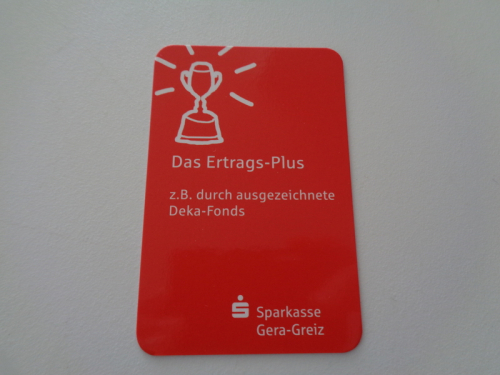 Das Ertrags-Plus
z.B. durch ausgezeichnete
Deka-Fonds
Sparkasse
Gera-Greiz